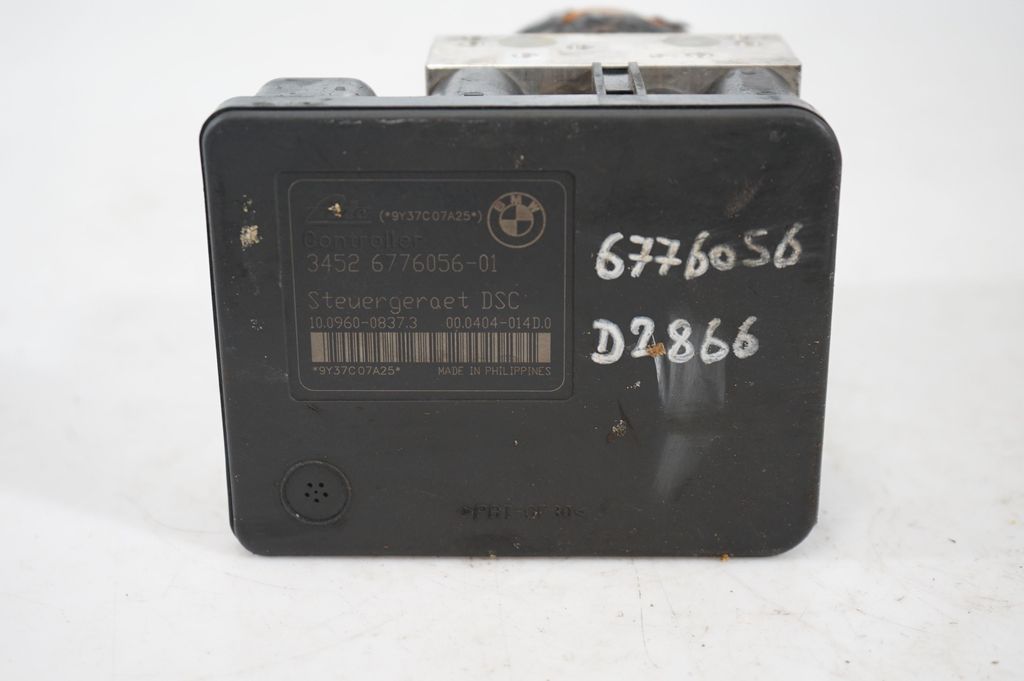 (*9Y37C07A25*) BMW
Controller
3452 6776056-01
Steuergeraet DSC
10.0960-0837.3 00.0404-014D.0
*9Y37C07A25* MADE IN PHILIPPINES
6776056
D2866